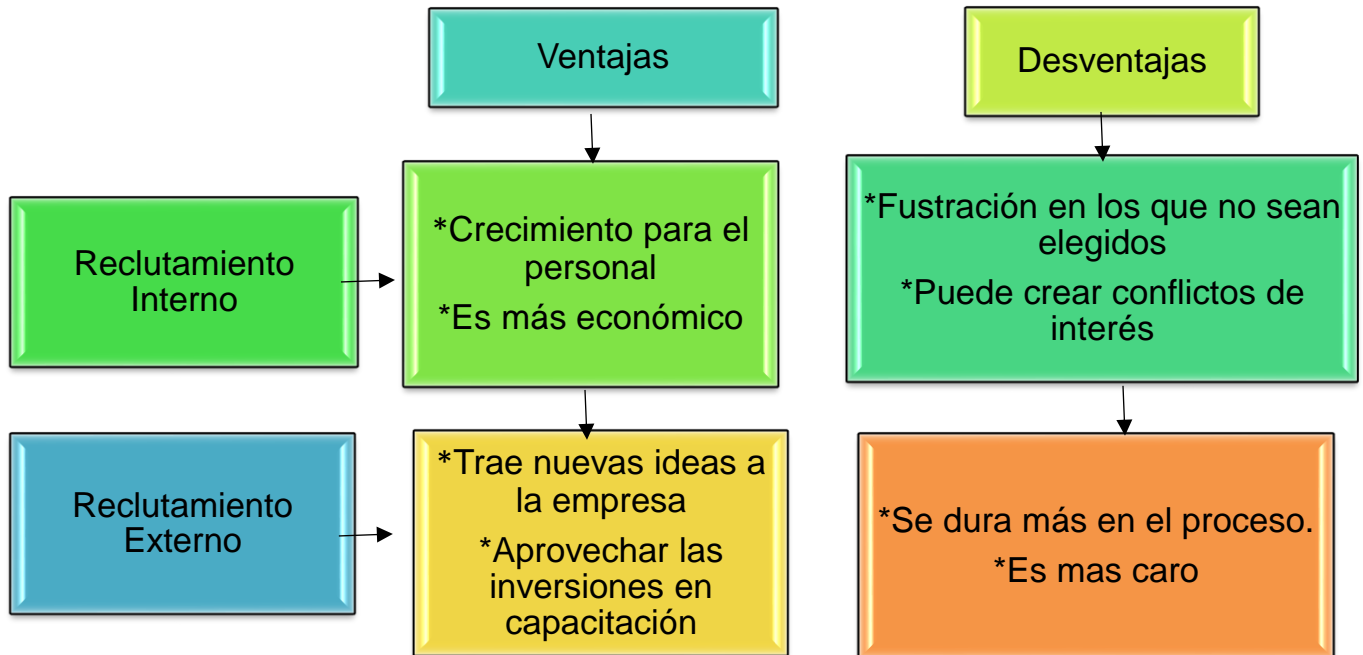 Ventajas
Desventajas
Reclutamiento
Interno
*Crecimiento para el
personal
*Es más económico
*Fustración en los que no sean
elegidos
*Puede crear conflictos de
interés
Reclutamiento
Externo
*Trae nuevas ideas a
la empresa
*Aprovechar las
inversiones en
capacitación
*Se dura más en el proceso.
*Es mas caro